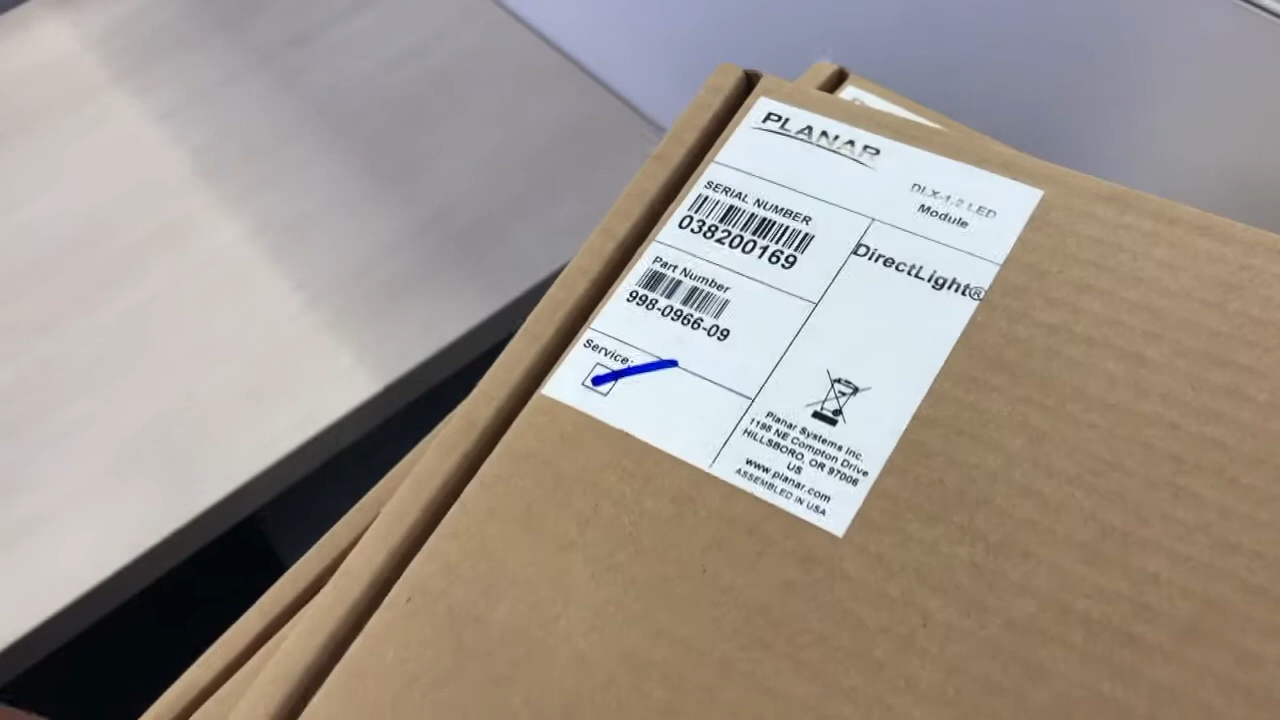 PLANAR
DLX-1.2 LED
Module
SERIAL NUMBER
038200169
DirectLight®
Part Number
998-0966-09
Service:
Planar Systems Inc.
1195 NE Compton Drive
HILLSBORO, OR 97006
US
www.planar.com
ASSEMBLED IN USA